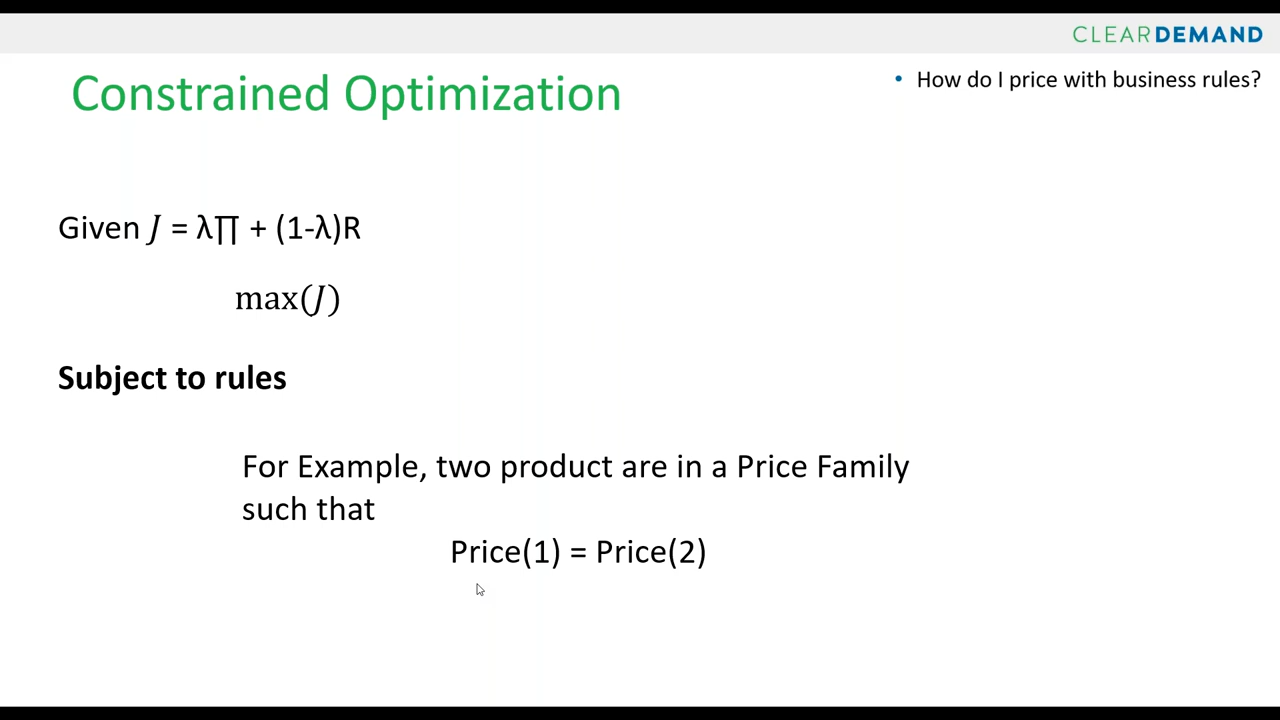 CLEARDEMAND
Constrained Optimization
• How do I price with business rules?
Given J = λ∏ + (1-λ)R
max(J)
Subject to rules
For Example, two product are in a Price Family
such that
Price(1) = Price(2)